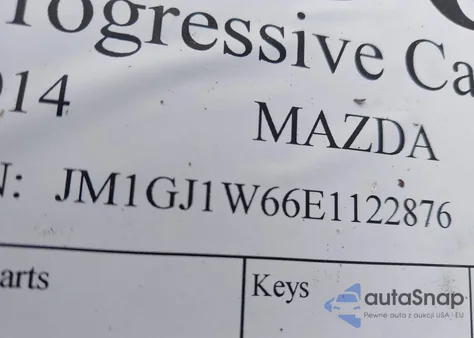 rogressive Ca
014 MAZDA
N: JM1GJ1W66E1122876
arts Keys
autaSnap
Pewne auta z aukcji USA i EU